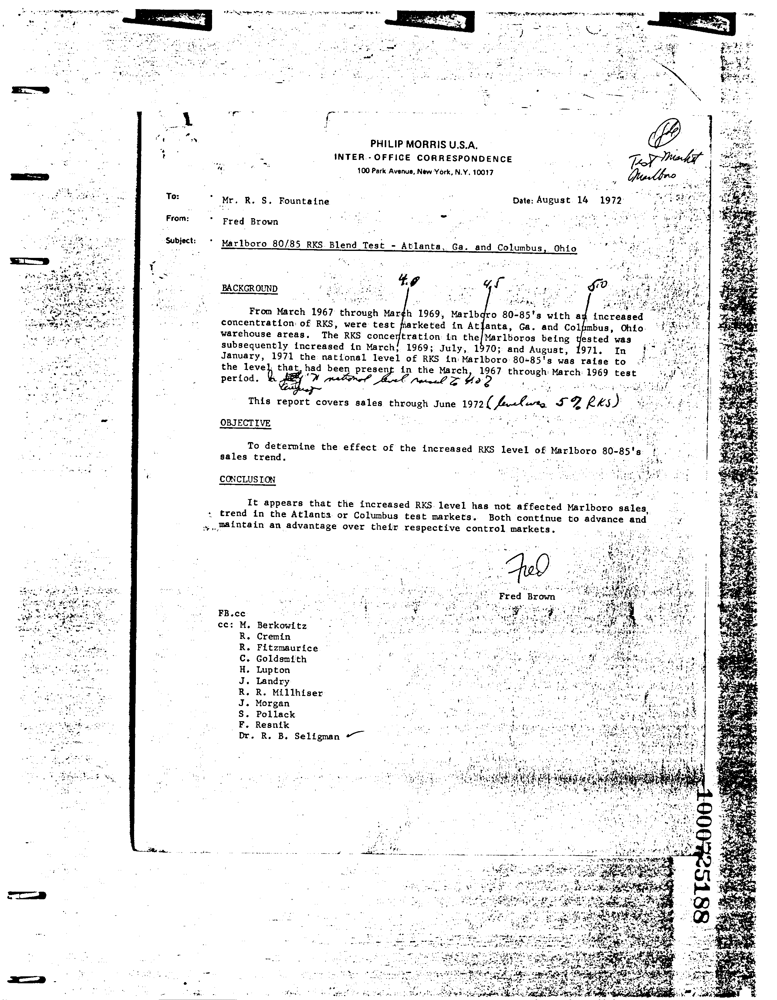 PHILIP MORRIS U.S.A.
INTER - OFFICE CORRESPONDENCE
100 Park Avenue, New York, N.Y. 10017
Test Market
Marlboro
To: Mr. R. S. Fountaine Date: August 14 1972
From: Fred Brown
Subject: Marlboro 80/85 RKS Blend Test - Atlanta, Ga. and Columbus, Ohio
4.0 4.5 5.0
BACKGROUND
From March 1967 through March 1969, Marlboro 80-85's with an increased
concentration of RKS, were test marketed in Atlanta, Ga. and Columbus, Ohio
warehouse areas. The RKS concentration in the Marlboros being tested was
subsequently increased in March, 1969; July, 1970; and August, 1971. In
January, 1971 the national level of RKS in Marlboro 80-85's was raise to
the level that had been present in the March, 1967 through March 1969 test
period. national level raised to 4.0%
This report covers sales through June 1972 (level was 5% RKS)
OBJECTIVE
To determine the effect of the increased RKS level of Marlboro 80-85's
sales trend.
CONCLUSION
It appears that the increased RKS level has not affected Marlboro sales
trend in the Atlanta or Columbus test markets. Both continue to advance and
maintain an advantage over their respective control markets.
Fred
Fred Brown
FB.cc
cc: M. Berkowitz
R. Cremin
R. Fitzmaurice
C. Goldsmith
H. Lupton
J. Landry
R. R. Millhiser
J. Morgan
S. Pollack
F. Resnik
Dr. R. B. Seligman
1000725188